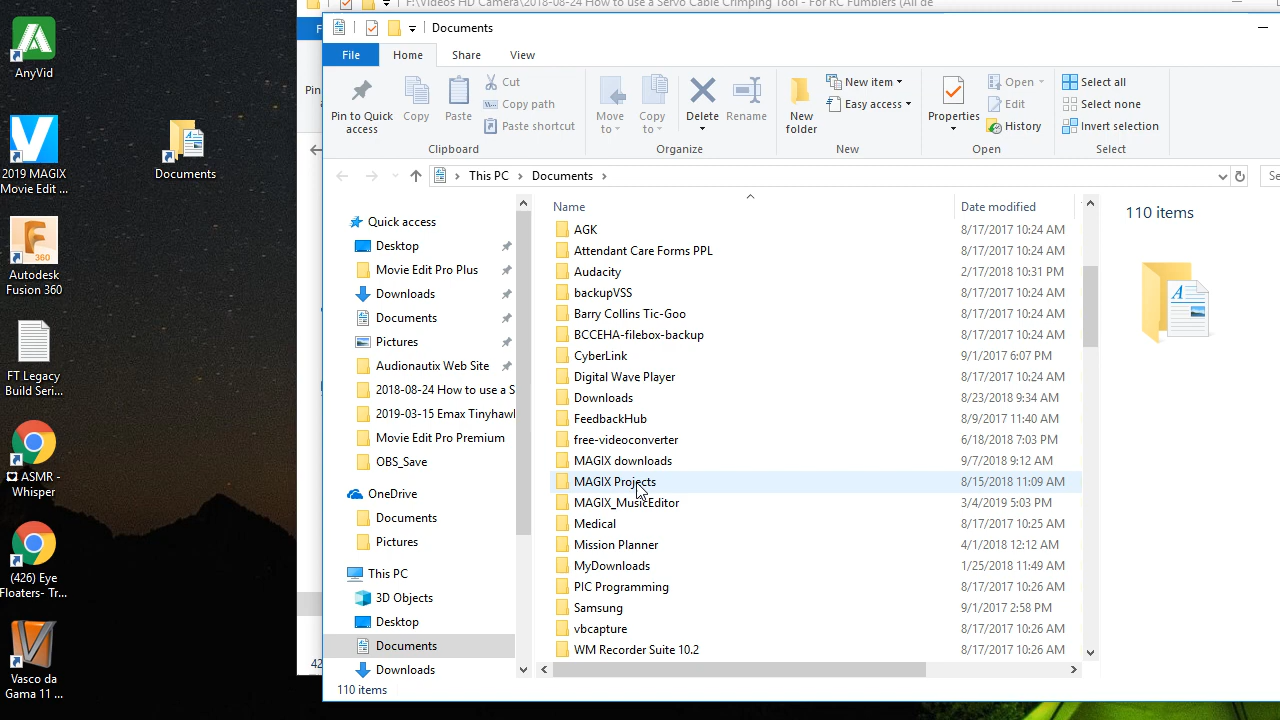 AnyVid
2019 MAGIX
Movie Edit ...
Autodesk
Fusion 360
FT Legacy
Build Seri...
ASMR -
Whisper
(426) Eye
Floaters- Tr...
Vasco da
Gama 11 ...
Documents
F:\Videos HD Camera\2018-08-24 How to use a Servo Cable Crimping Tool - For RC Fumblers (All de
F
Pin
42
Documents
File
Home
Share
View
Pin to Quick
access
Copy
Paste
Cut
Copy path
Paste shortcut
Clipboard
Move
to
Copy
to
Delete
Rename
Organize
New
folder
New item
Easy access
New
Properties
Open
Edit
History
Open
Select all
Select none
Invert selection
Select
This PC > Documents >
Se
Quick access
Desktop
Movie Edit Pro Plus
Downloads
Documents
Pictures
Audionautix Web Site
2018-08-24 How to use a S
2019-03-15 Emax Tinyhawk
Movie Edit Pro Premium
OBS_Save
OneDrive
Documents
Pictures
This PC
3D Objects
Desktop
Documents
Downloads
Name Date modified
AGK 8/17/2017 10:24 AM
Attendant Care Forms PPL 8/17/2017 10:24 AM
Audacity 2/17/2018 10:31 PM
backupVSS 8/17/2017 10:24 AM
Barry Collins Tic-Goo 8/17/2017 10:24 AM
BCCEHA-filebox-backup 8/17/2017 10:24 AM
CyberLink 9/1/2017 6:07 PM
Digital Wave Player 8/17/2017 10:24 AM
Downloads 8/23/2018 9:34 AM
FeedbackHub 8/9/2017 11:40 AM
free-videoconverter 6/18/2018 7:03 PM
MAGIX downloads 9/7/2018 9:12 AM
MAGIX Projects 8/15/2018 11:09 AM
MAGIX_MusicEditor 3/4/2019 5:03 PM
Medical 8/17/2017 10:25 AM
Mission Planner 4/1/2018 12:12 AM
MyDownloads 1/25/2018 11:49 AM
PIC Programming 8/17/2017 10:26 AM
Samsung 9/1/2017 2:58 PM
vbcapture 8/17/2017 10:26 AM
WM Recorder Suite 10.2 8/17/2017 10:26 AM
110 items
110 items